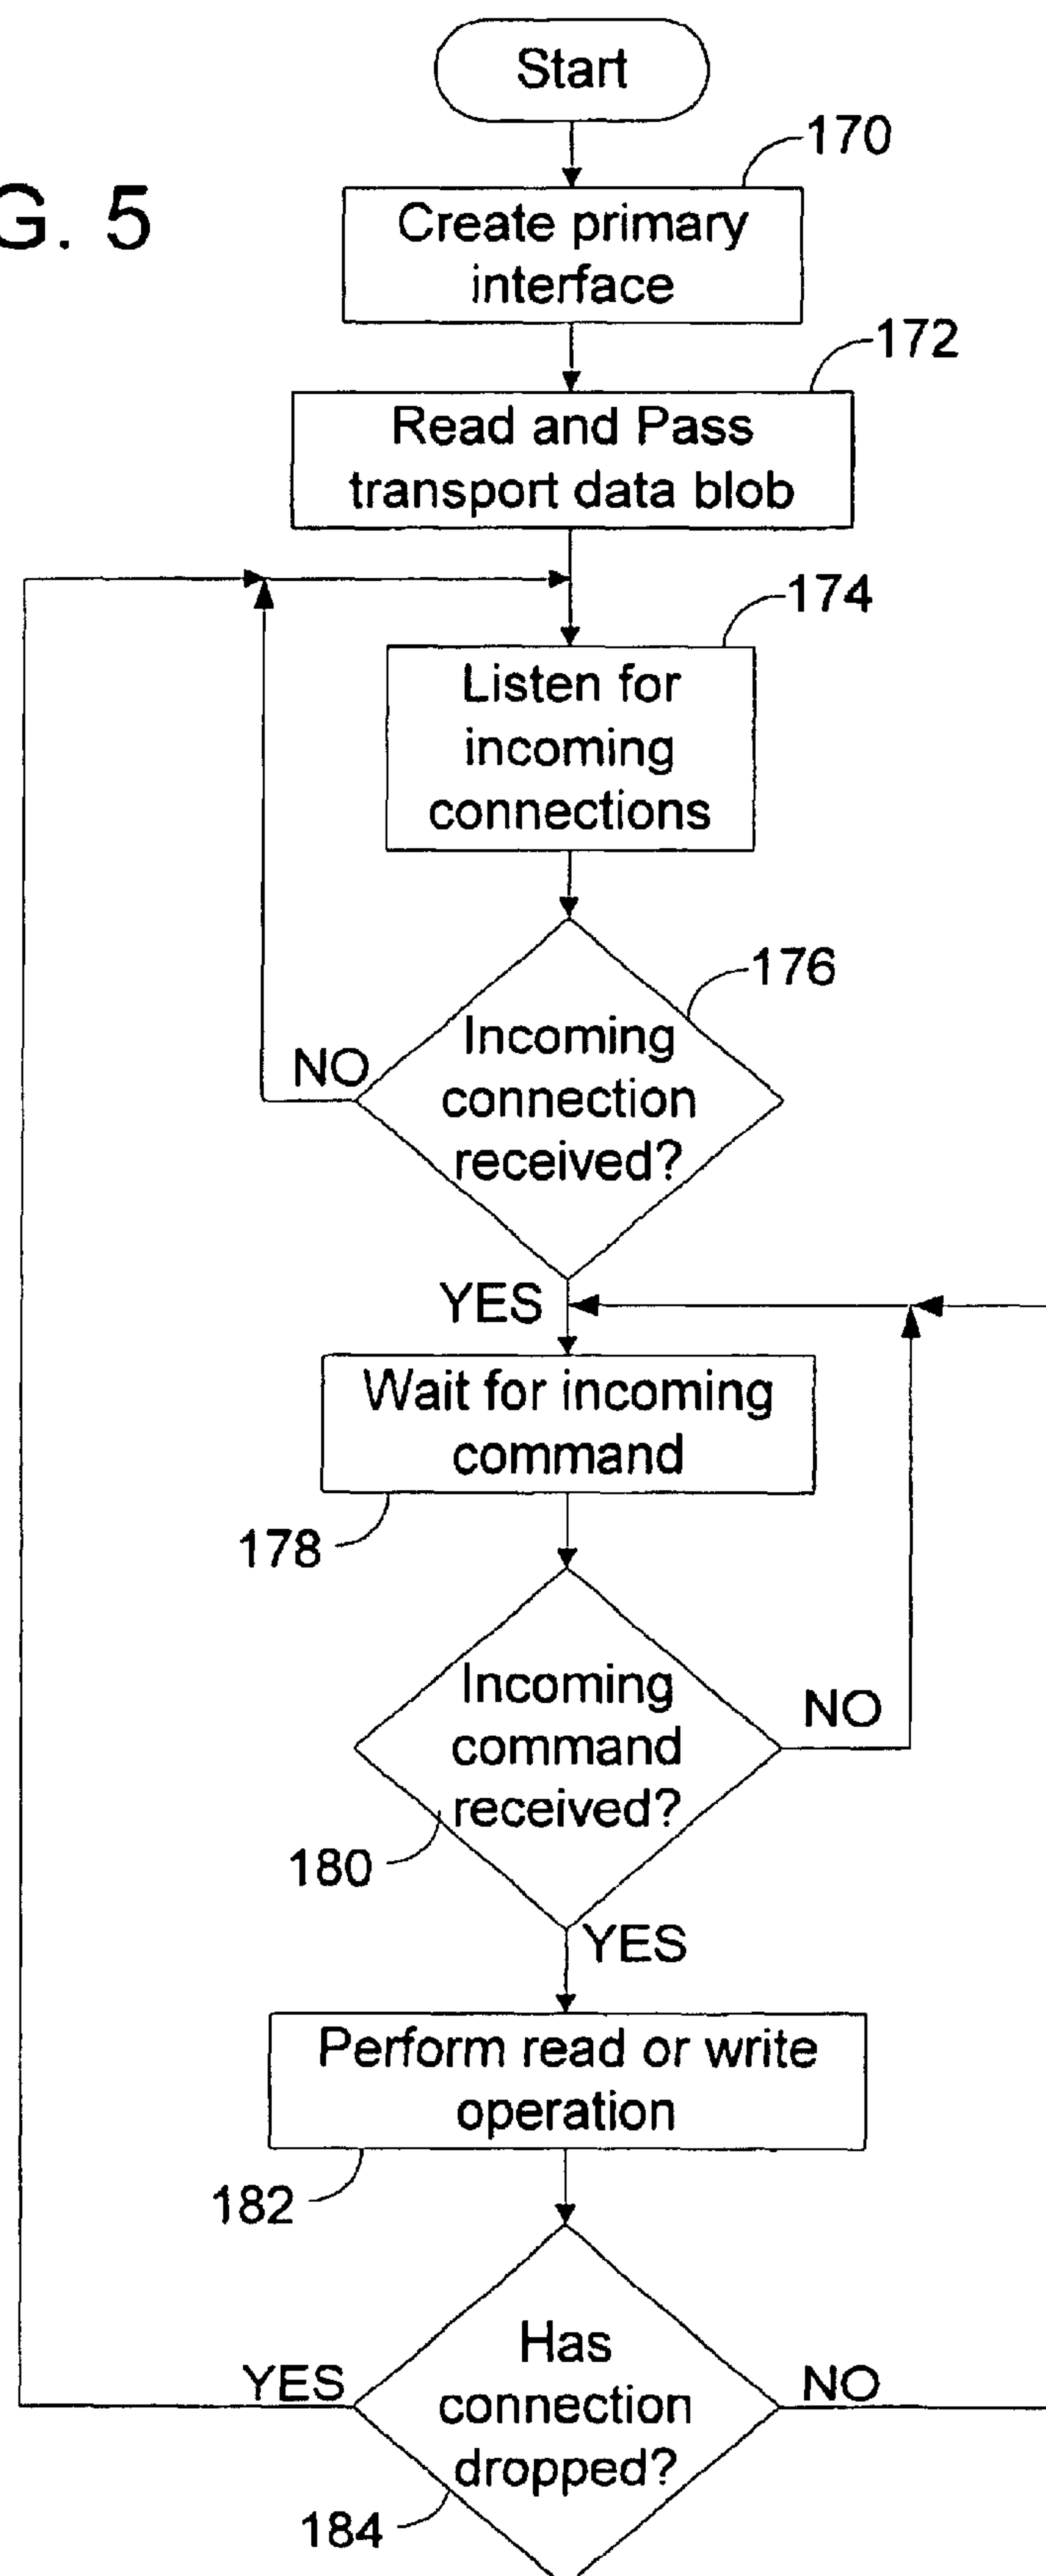 Start
170
G. 5
Create primary
interface
172
Read and Pass
transport data blob
174
Listen for
incoming
connections
176
Incoming
connection
received?
NO
YES
Wait for incoming
command
178
Incoming
command
received?
NO
180
YES
Perform read or write
operation
182
Has
connection
dropped?
YES
NO
184